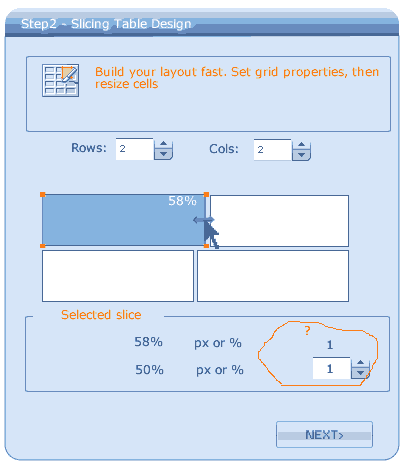 Step2 - Slicing Table Design
Build your layout fast. Set grid properties, then
resize cells
Rows: 2 Cols: 2
58%
Selected slice
?
58% px or % 1
50% px or % 1
NEXT>